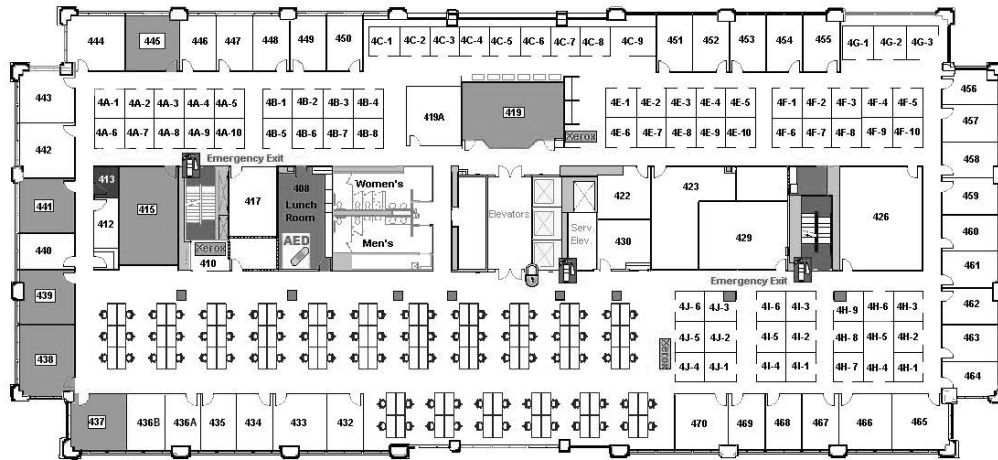 444 445 446 447 448 449 450 4C-1 4C-2 4C-3 4C-4 4C-5 4C-6 4C-7 4C-8 4C-9 451 452 453 454 455 4G-1 4G-2 4G-3
443 4A-1 4A-2 4A-3 4A-4 4A-5 4B-1 4B-2 4B-3 4B-4 419A 419 4E-1 4E-2 4E-3 4E-4 4E-5 4F-1 4F-2 4F-3 4F-4 4F-5 456
442 4A-6 4A-7 4A-8 4A-9 4A-10 4B-5 4B-6 4B-7 4B-8 Xerox 4E-6 4E-7 4E-8 4E-9 4E-10 4F-6 4F-7 4F-8 4F-9 4F-10 457
Emergency Exit 458
413 408 Women's 422 423 459
441 415 417 Lunch Room Elevators Serv. Elev. 426
412 460
440 Xerox AED Men's 430 429 461
410
Emergency Exit
439 4J-6 4J-3 4I-6 4I-3 4H-9 4H-6 4H-3 462
438 4J-5 4J-2 4I-5 4I-2 4H-8 4H-5 4H-2 463
Xerox 4J-4 4J-1 4I-4 4I-1 4H-7 4H-4 4H-1 464
437 436B 436A 435 434 433 432 470 469 468 467 466 465